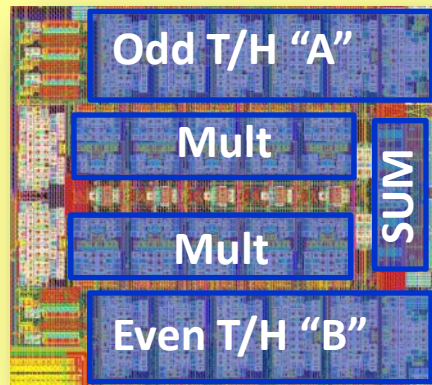 Odd T/H “A”
Mult
SUM
Mult
Even T/H “B”